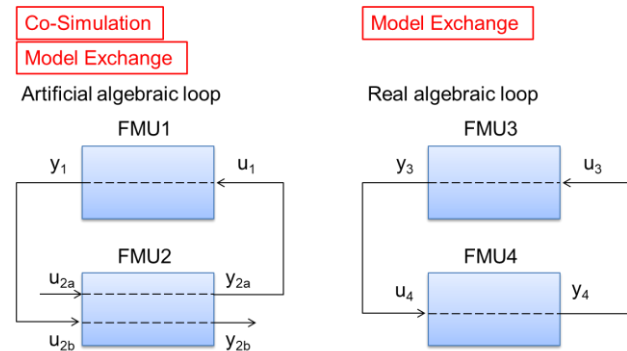 Co-Simulation
Model Exchange
Artificial algebraic loop
FMU1
y1
u1
FMU2
u2a
y2a
u2b
y2b
Model Exchange
Real algebraic loop
FMU3
y3
u3
FMU4
u4
y4